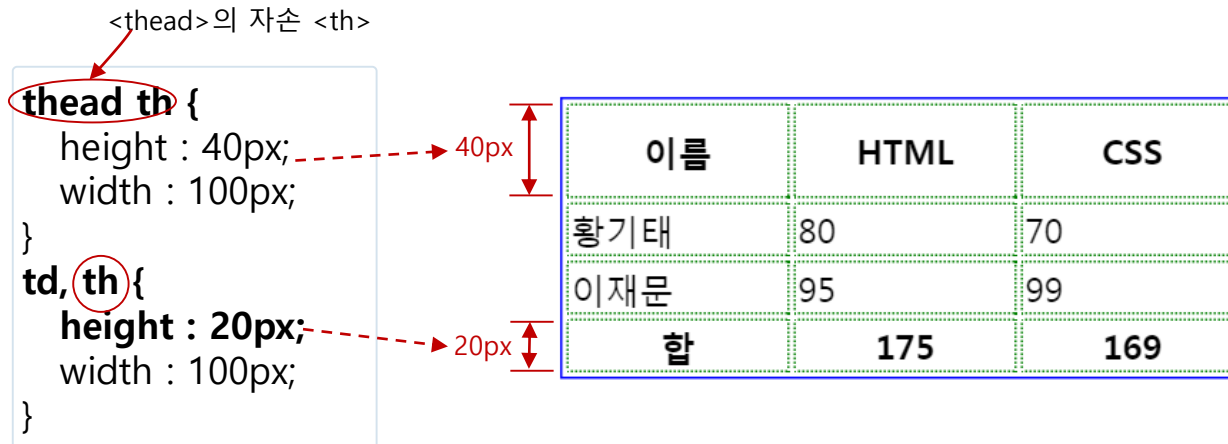 <thead>의 자손 <th>
thead th {
height : 40px;
width : 100px;
}
td, th {
height : 20px;
width : 100px;
}
40px
20px
이름 HTML CSS
황기태 80 70
이재문 95 99
합 175 169